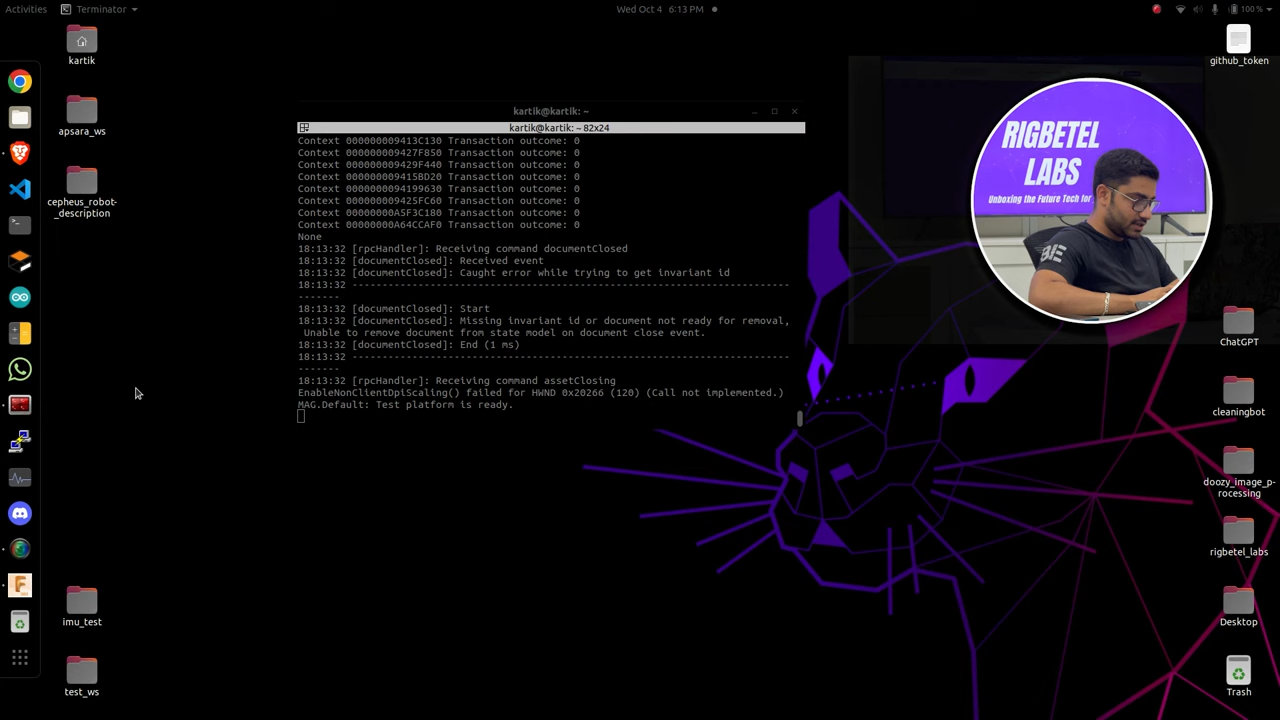 Activities
Terminator
Wed Oct 4 6:13 PM
100 %
kartik
apsara_ws
cepheus_robot-
_description
imu_test
test_ws
kartik@kartik: ~
kartik@kartik: ~ 82x24
Context 000000009413C130 Transaction outcome: 0
Context 000000009427F850 Transaction outcome: 0
Context 000000009429F440 Transaction outcome: 0
Context 000000009415BD20 Transaction outcome: 0
Context 0000000094199630 Transaction outcome: 0
Context 000000009425FC60 Transaction outcome: 0
Context 00000000A5F3C180 Transaction outcome: 0
Context 00000000A64CCAF0 Transaction outcome: 0
None
18:13:32 [rpcHandler]: Receiving command documentClosed
18:13:32 [documentClosed]: Received event
18:13:32 [documentClosed]: Caught error while trying to get invariant id
18:13:32 -------------------------------------------------------------------------
-------
18:13:32 [documentClosed]: Start
18:13:32 [documentClosed]: Missing invariant id or document not ready for removal,
Unable to remove document from state model on document close event.
18:13:32 [documentClosed]: End (1 ms)
18:13:32 -------------------------------------------------------------------------
-------
18:13:32 [rpcHandler]: Receiving command assetClosing
EnableNonClientDpiScaling() failed for HWND 0x20266 (120) (Call not implemented.)
MAG.Default: Test platform is ready.
RIGBETEL
LABS
Unboxing the Future Tech for
github_token
ChatGPT
cleaningbot
doozy_image_p-
rocessing
rigbetel_labs
Desktop
Trash